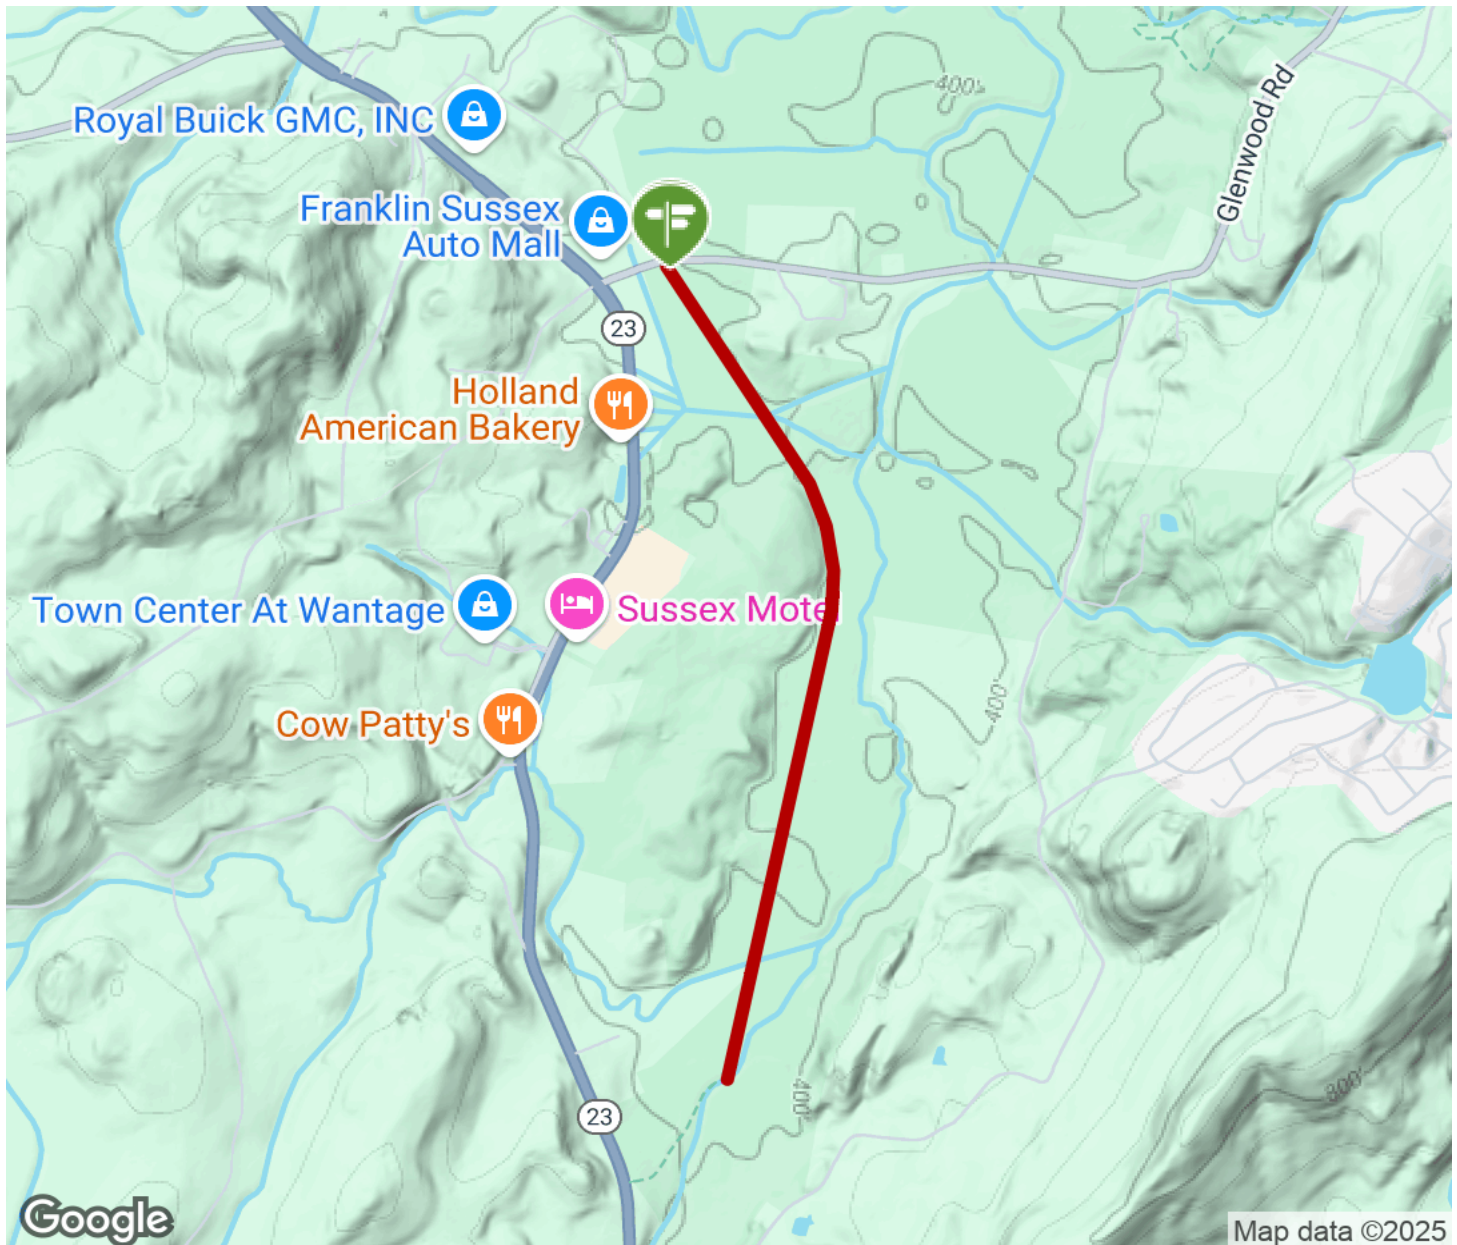 400'
Glenwood Rd
Royal Buick GMC, INC
Franklin Sussex
Auto Mall
23
Holland
American Bakery
Town Center At Wantage
Sussex Motel
400'
Cow Patty's
400'
800'
23
Google
Map data ©2025